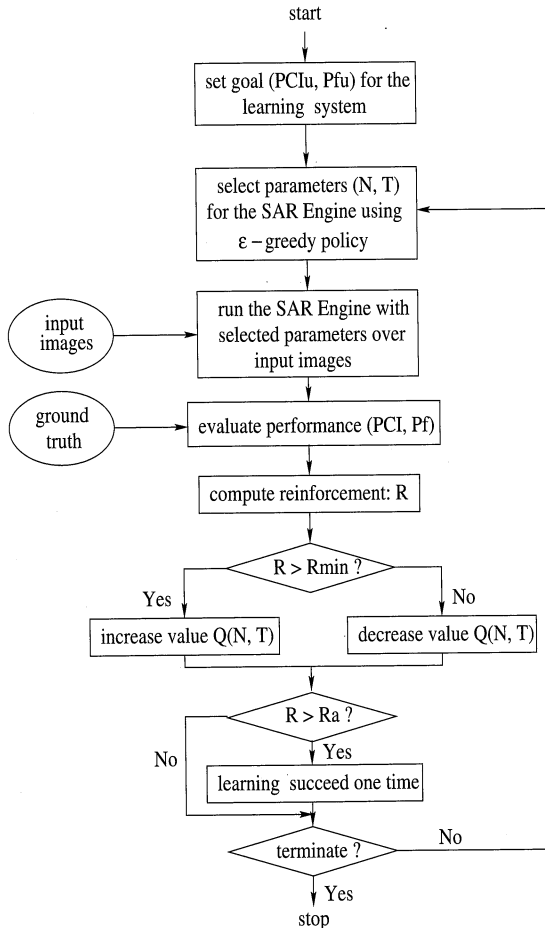 start
set goal (PCIu, Pfu) for the
learning system
select parameters (N, T)
for the SAR Engine using
ε – greedy policy
run the SAR Engine with
selected parameters over
input images
input
images
evaluate performance (PCI, Pf)
ground
truth
compute reinforcement: R
R > Rmin ?
Yes
No
increase value Q(N, T)
decrease value Q(N, T)
R > Ra ?
No
Yes
learning succeed one time
terminate ?
No
Yes
stop